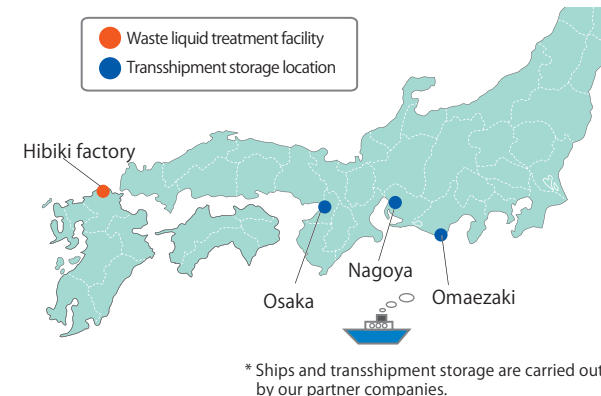 Waste liquid treatment facility
Transshipment storage location
Hibiki factory
Nagoya
Osaka
Omaezaki
* Ships and transshipment storage are carried out
by our partner companies.